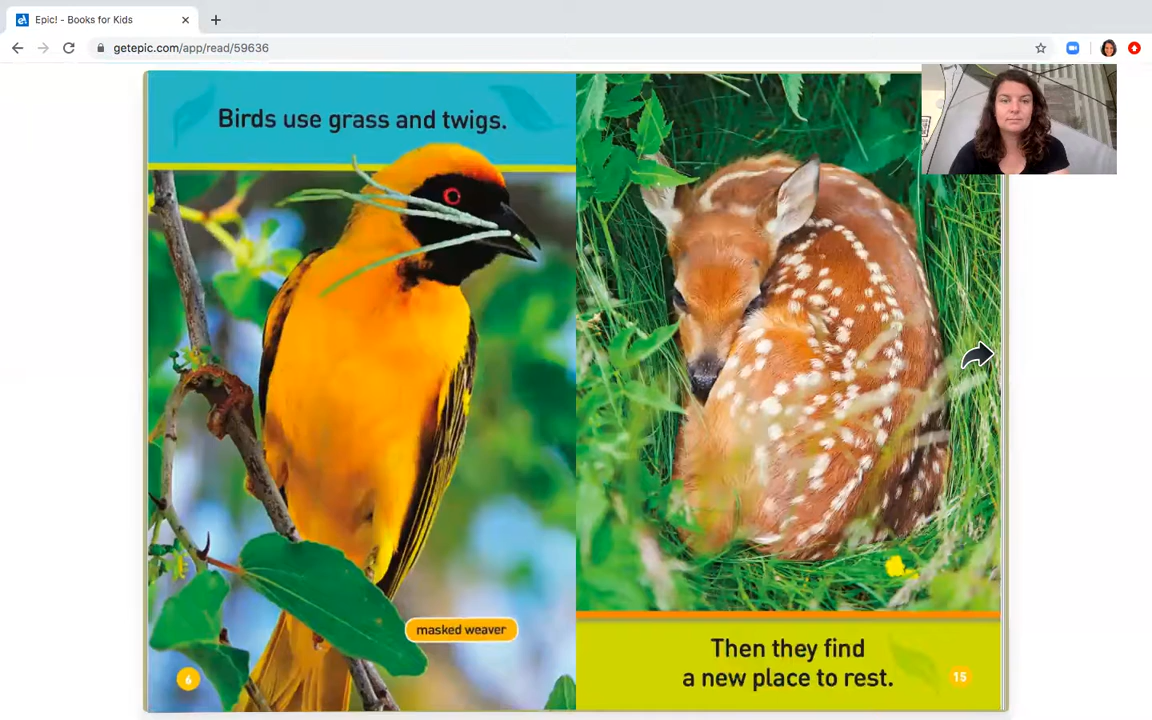 Epic! - Books for Kids
getepic.com/app/read/59636
Birds use grass and twigs.
masked weaver
6
Then they find
a new place to rest.
15